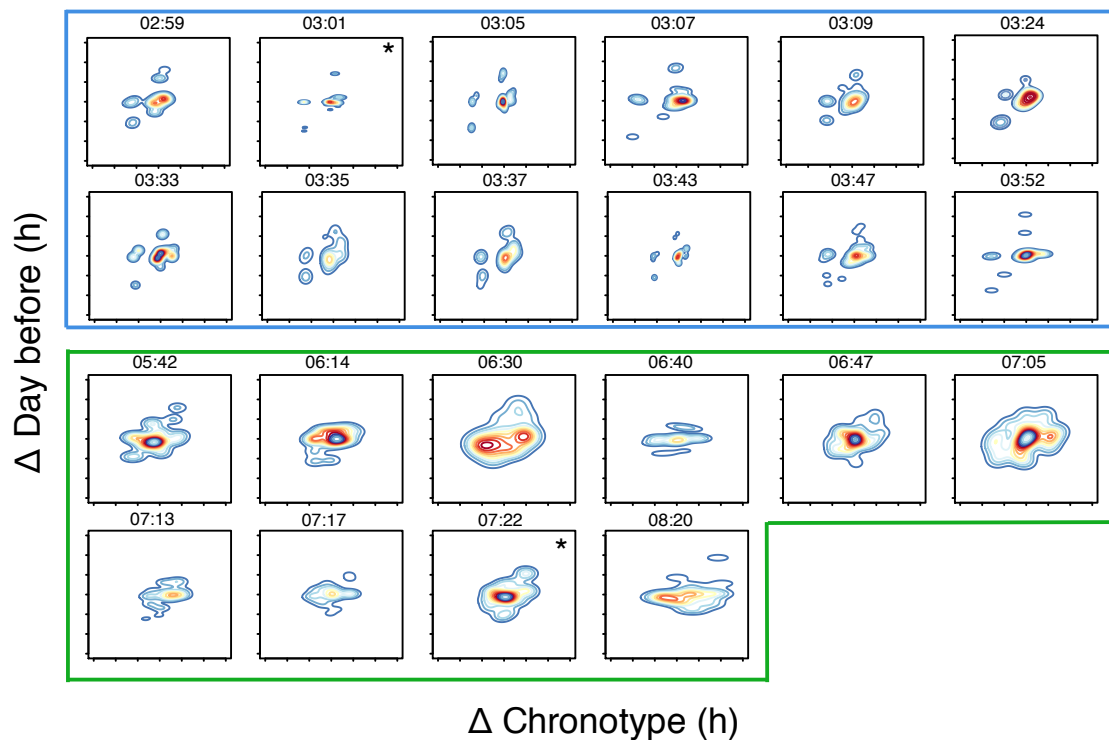 02:59 03:01 03:05 03:07 03:09 03:24
*
03:33 03:35 03:37 03:43 03:47 03:52
Δ Day before (h)
05:42 06:14 06:30 06:40 06:47 07:05
07:13 07:17 07:22 08:20
*
Δ Chronotype (h)